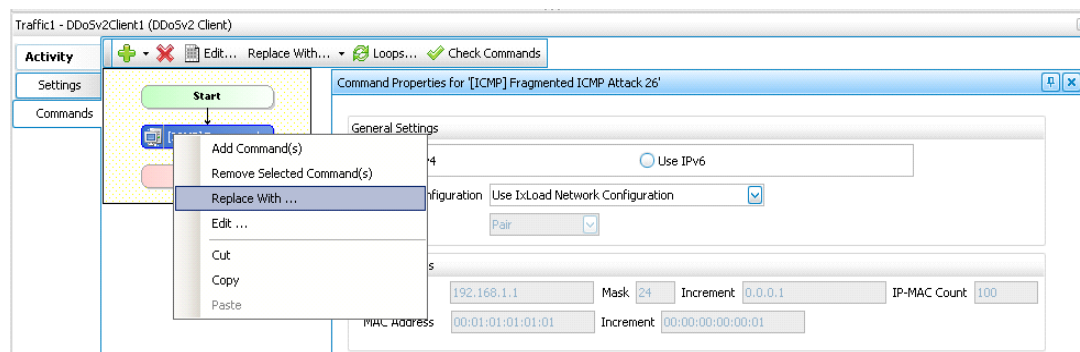 Traffic1 - DDoSv2Client1 (DDoSv2 Client)
Activity
Edit... Replace With... Loops... Check Commands
Settings
Commands
Start
Command Properties for '[ICMP] Fragmented ICMP Attack 26'
General Settings
Use IPv6
Use IxLoad Network Configuration
Pair
Add Command(s)
Remove Selected Command(s)
Replace With ...
Edit ...
Cut
Copy
Paste
192.168.1.1 Mask 24 Increment 0.0.0.1 IP-MAC Count 100
MAC Address 00:01:01:01:01:01 Increment 00:00:00:00:00:01